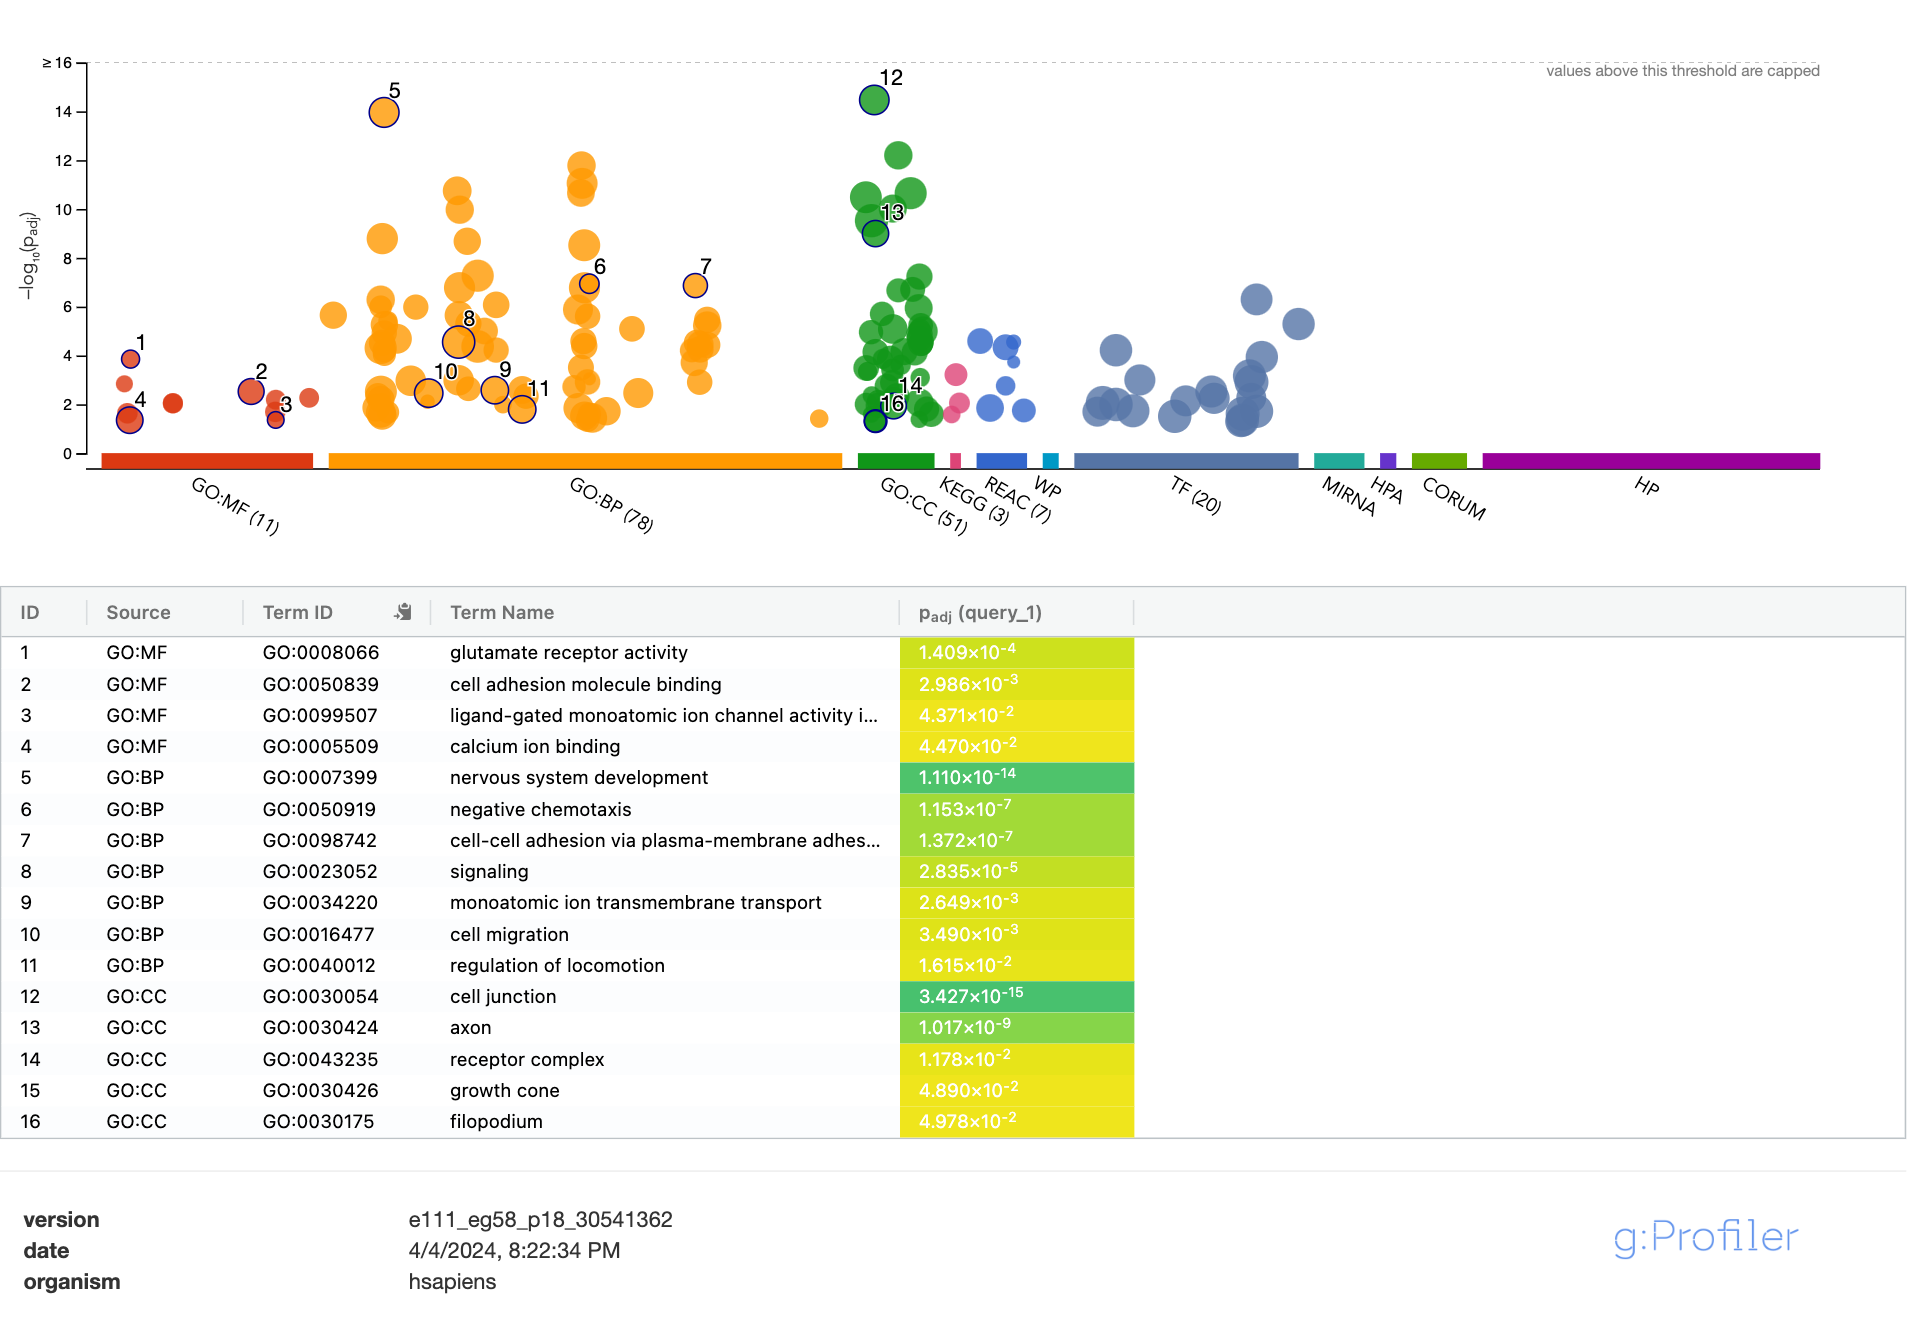 ≥ 16
values above this threshold are capped
14
12
10
8
6
4
2
0
−log₁₀(p_adj)
1
2
3
4
5
6
7
8
9
10
11
12
13
14
16
GO:MF (11)
GO:BP (78)
GO:CC (51)
KEGG (3)
REAC (7)
WP
TF (20)
MIRNA
HPA
CORUM
HP
ID Source Term ID Term Name p_adj (query_1)
1 GO:MF GO:0008066 glutamate receptor activity 1.409×10⁻⁴
2 GO:MF GO:0050839 cell adhesion molecule binding 2.986×10⁻³
3 GO:MF GO:0099507 ligand-gated monoatomic ion channel activity i... 4.371×10⁻²
4 GO:MF GO:0005509 calcium ion binding 4.470×10⁻²
5 GO:BP GO:0007399 nervous system development 1.110×10⁻¹⁴
6 GO:BP GO:0050919 negative chemotaxis 1.153×10⁻⁷
7 GO:BP GO:0098742 cell-cell adhesion via plasma-membrane adhes... 1.372×10⁻⁷
8 GO:BP GO:0023052 signaling 2.835×10⁻⁵
9 GO:BP GO:0034220 monoatomic ion transmembrane transport 2.649×10⁻³
10 GO:BP GO:0016477 cell migration 3.490×10⁻³
11 GO:BP GO:0040012 regulation of locomotion 1.615×10⁻²
12 GO:CC GO:0030054 cell junction 3.427×10⁻¹⁵
13 GO:CC GO:0030424 axon 1.017×10⁻⁹
14 GO:CC GO:0043235 receptor complex 1.178×10⁻²
15 GO:CC GO:0030426 growth cone 4.890×10⁻²
16 GO:CC GO:0030175 filopodium 4.978×10⁻²
version e111_eg58_p18_30541362
date 4/4/2024, 8:22:34 PM
organism hsapiens
g:Profiler